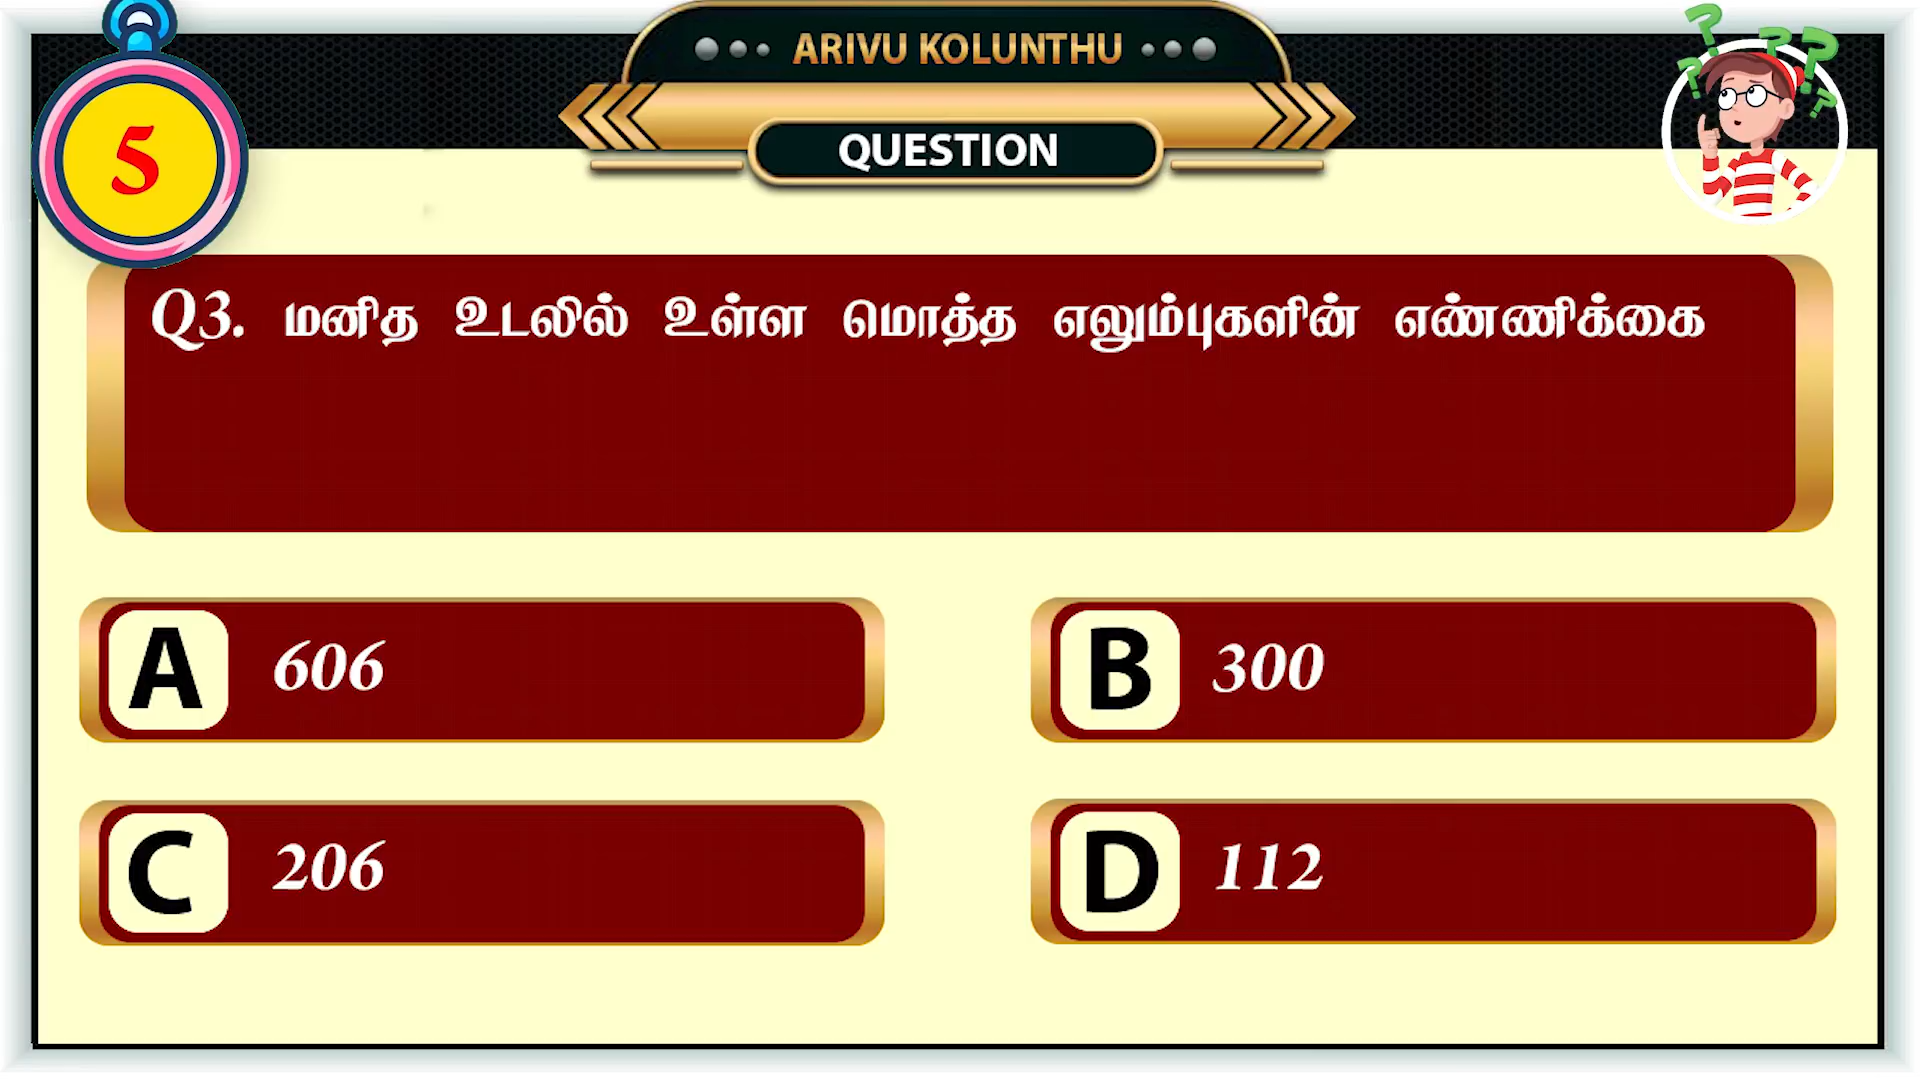 ARIVU KOLUNTHU
QUESTION
5
Q3. மனித உடலில் உள்ள மொத்த எலும்புகளின் எண்ணிக்கை
A 606
B 300
C 206
D 112